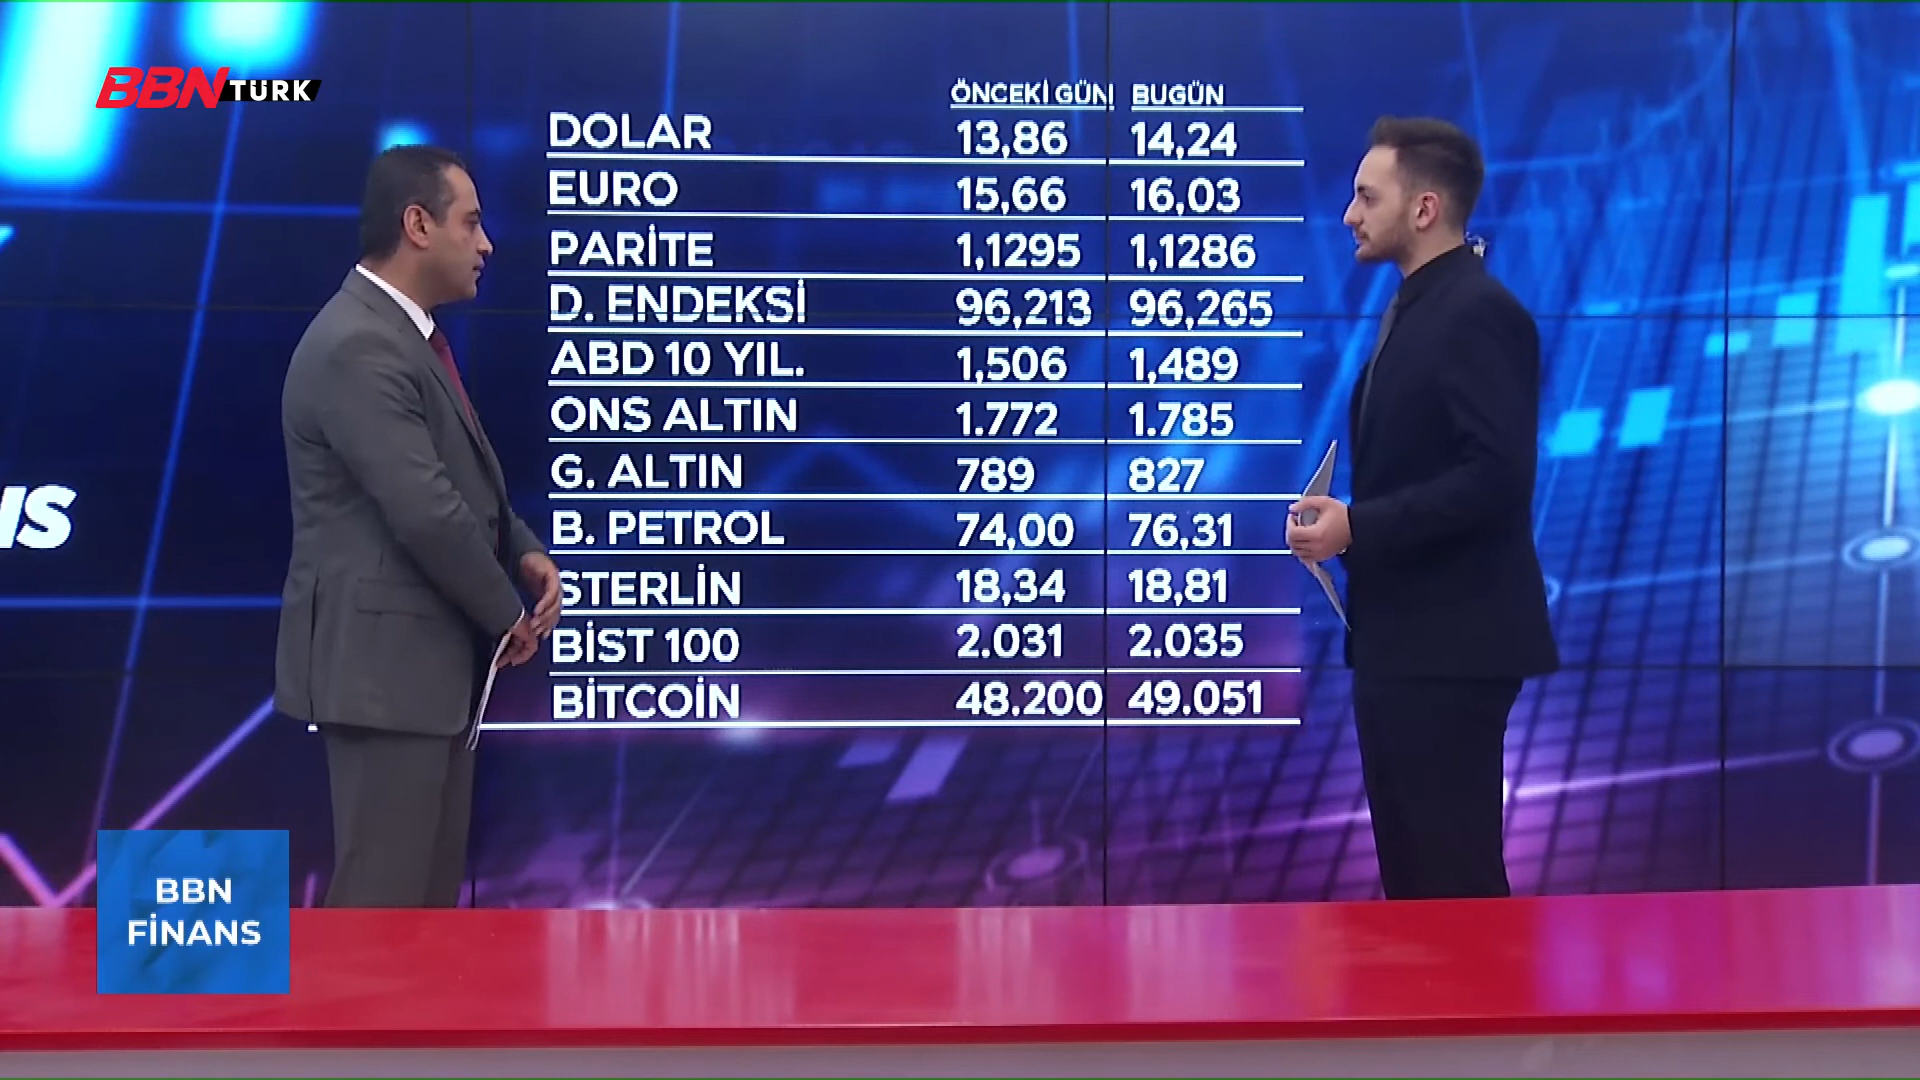 BBN TURK
ÖNCEKİ GÜN BUGÜN
DOLAR 13,86 14,24
EURO 15,66 16,03
PARİTE 1,1295 1,1286
D. ENDEKSİ 96,213 96,265
ABD 10 YIL. 1,506 1,489
ONS ALTIN 1.772 1.785
G. ALTIN 789 827
B. PETROL 74,00 76,31
STERLİN 18,34 18,81
BİST 100 2.031 2.035
BİTCOİN 48.200 49.051
BBN
FİNANS